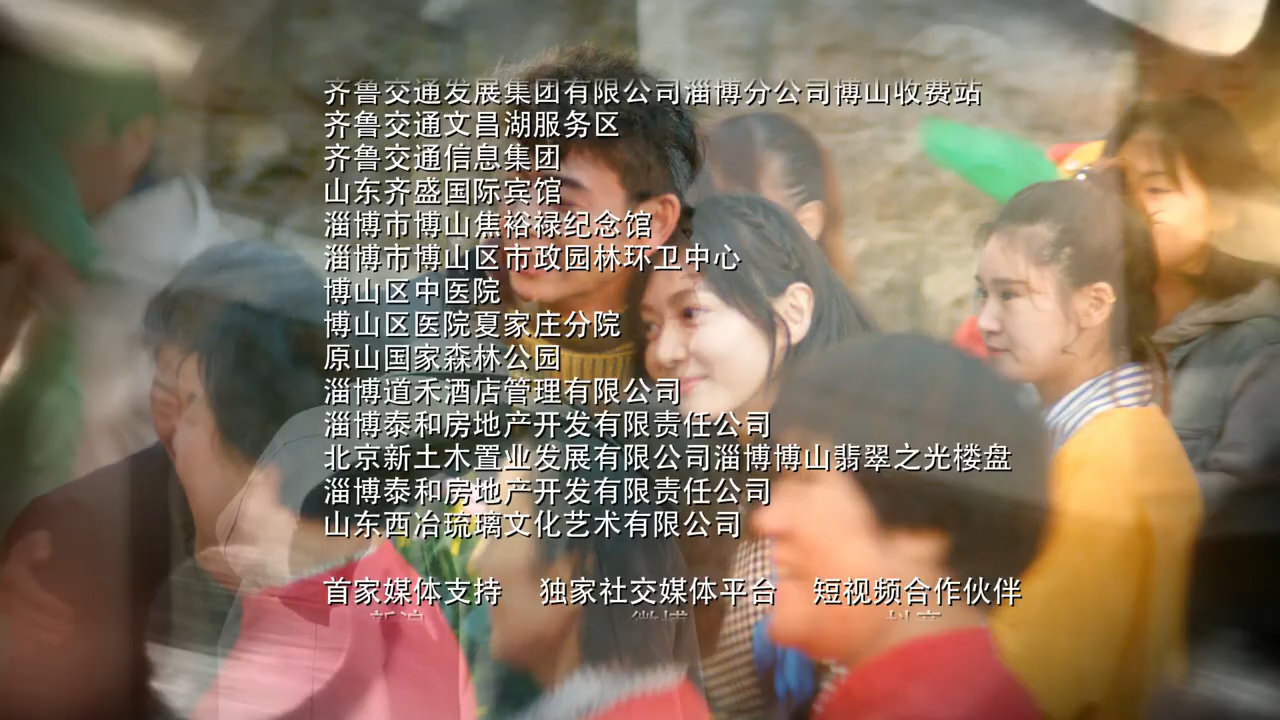 齐鲁交通发展集团有限公司淄博分公司博山收费站
齐鲁交通文昌湖服务区
齐鲁交通信息集团
山东齐盛国际宾馆
淄博市博山焦裕禄纪念馆
淄博市博山区市政园林环卫中心
博山区中医院
博山区医院夏家庄分院
原山国家森林公园
淄博道禾酒店管理有限公司
淄博泰和房地产开发有限责任公司
北京新土木置业发展有限公司淄博博山翡翠之光楼盘
淄博泰和房地产开发有限责任公司
山东西冶琉璃文化艺术有限公司
首家媒体支持 独家社交媒体平台 短视频合作伙伴
新浪 微博 抖音